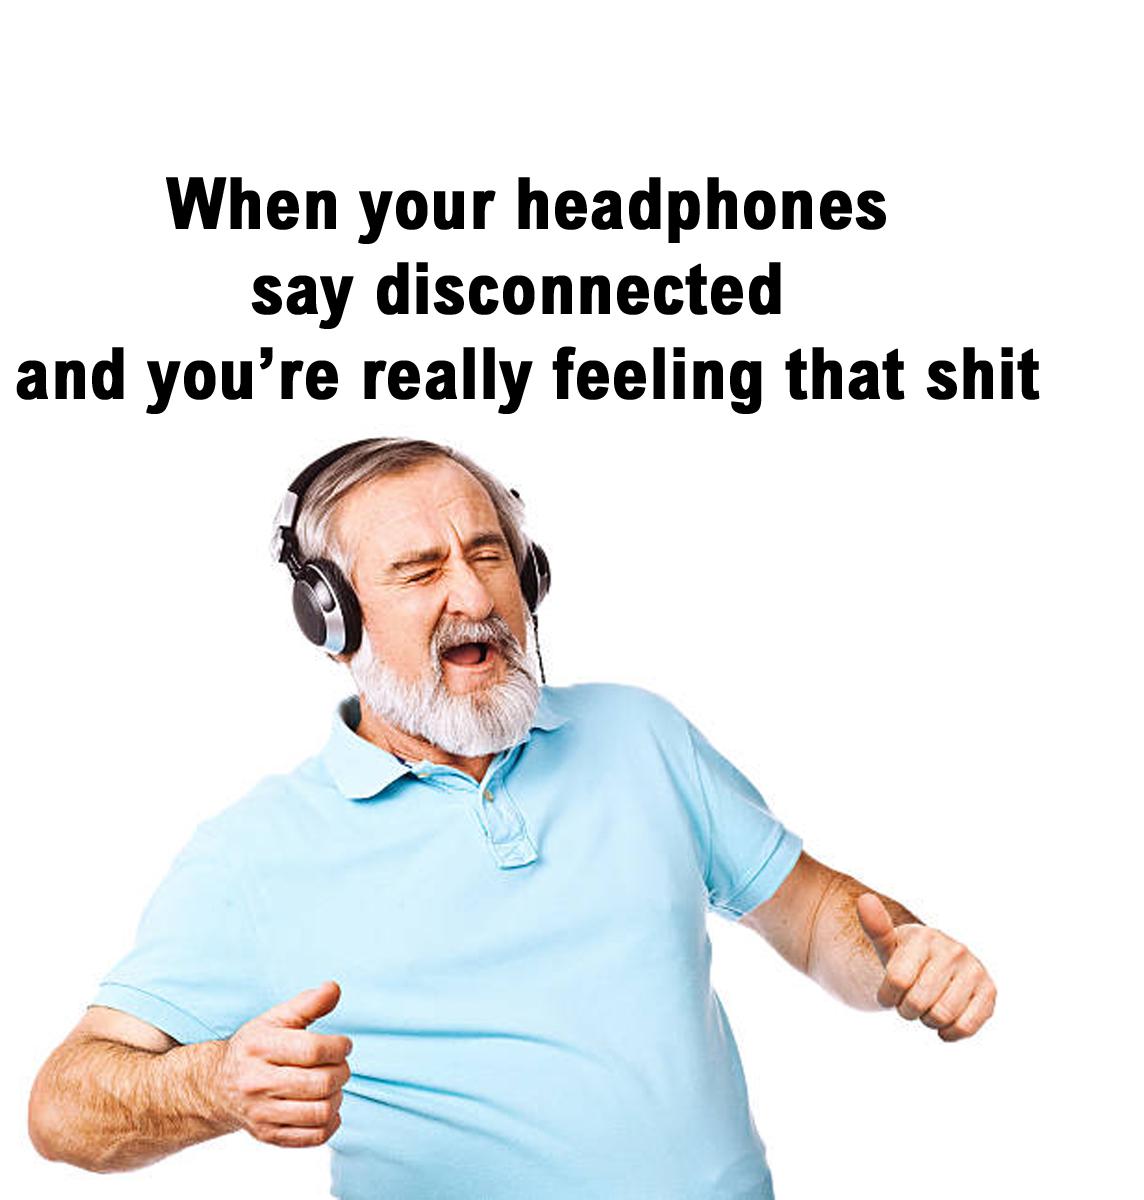 When your headphones
say disconnected
and you’re really feeling that shit